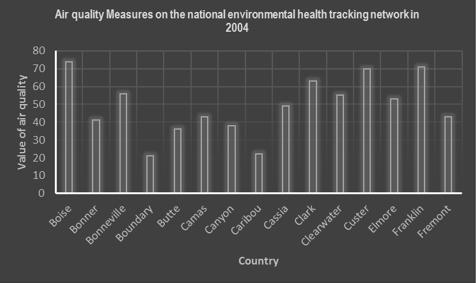 Air quality Measures on the national environmental health tracking network in
2004
80
70
60
50
40
30
20
10
0
Value of air quality
Boise
Bonner
Bonneville
Boundary
Butte
Camas
Canyon
Caribou
Cassia
Clark
Clearwater
Custer
Elmore
Franklin
Fremont
Country